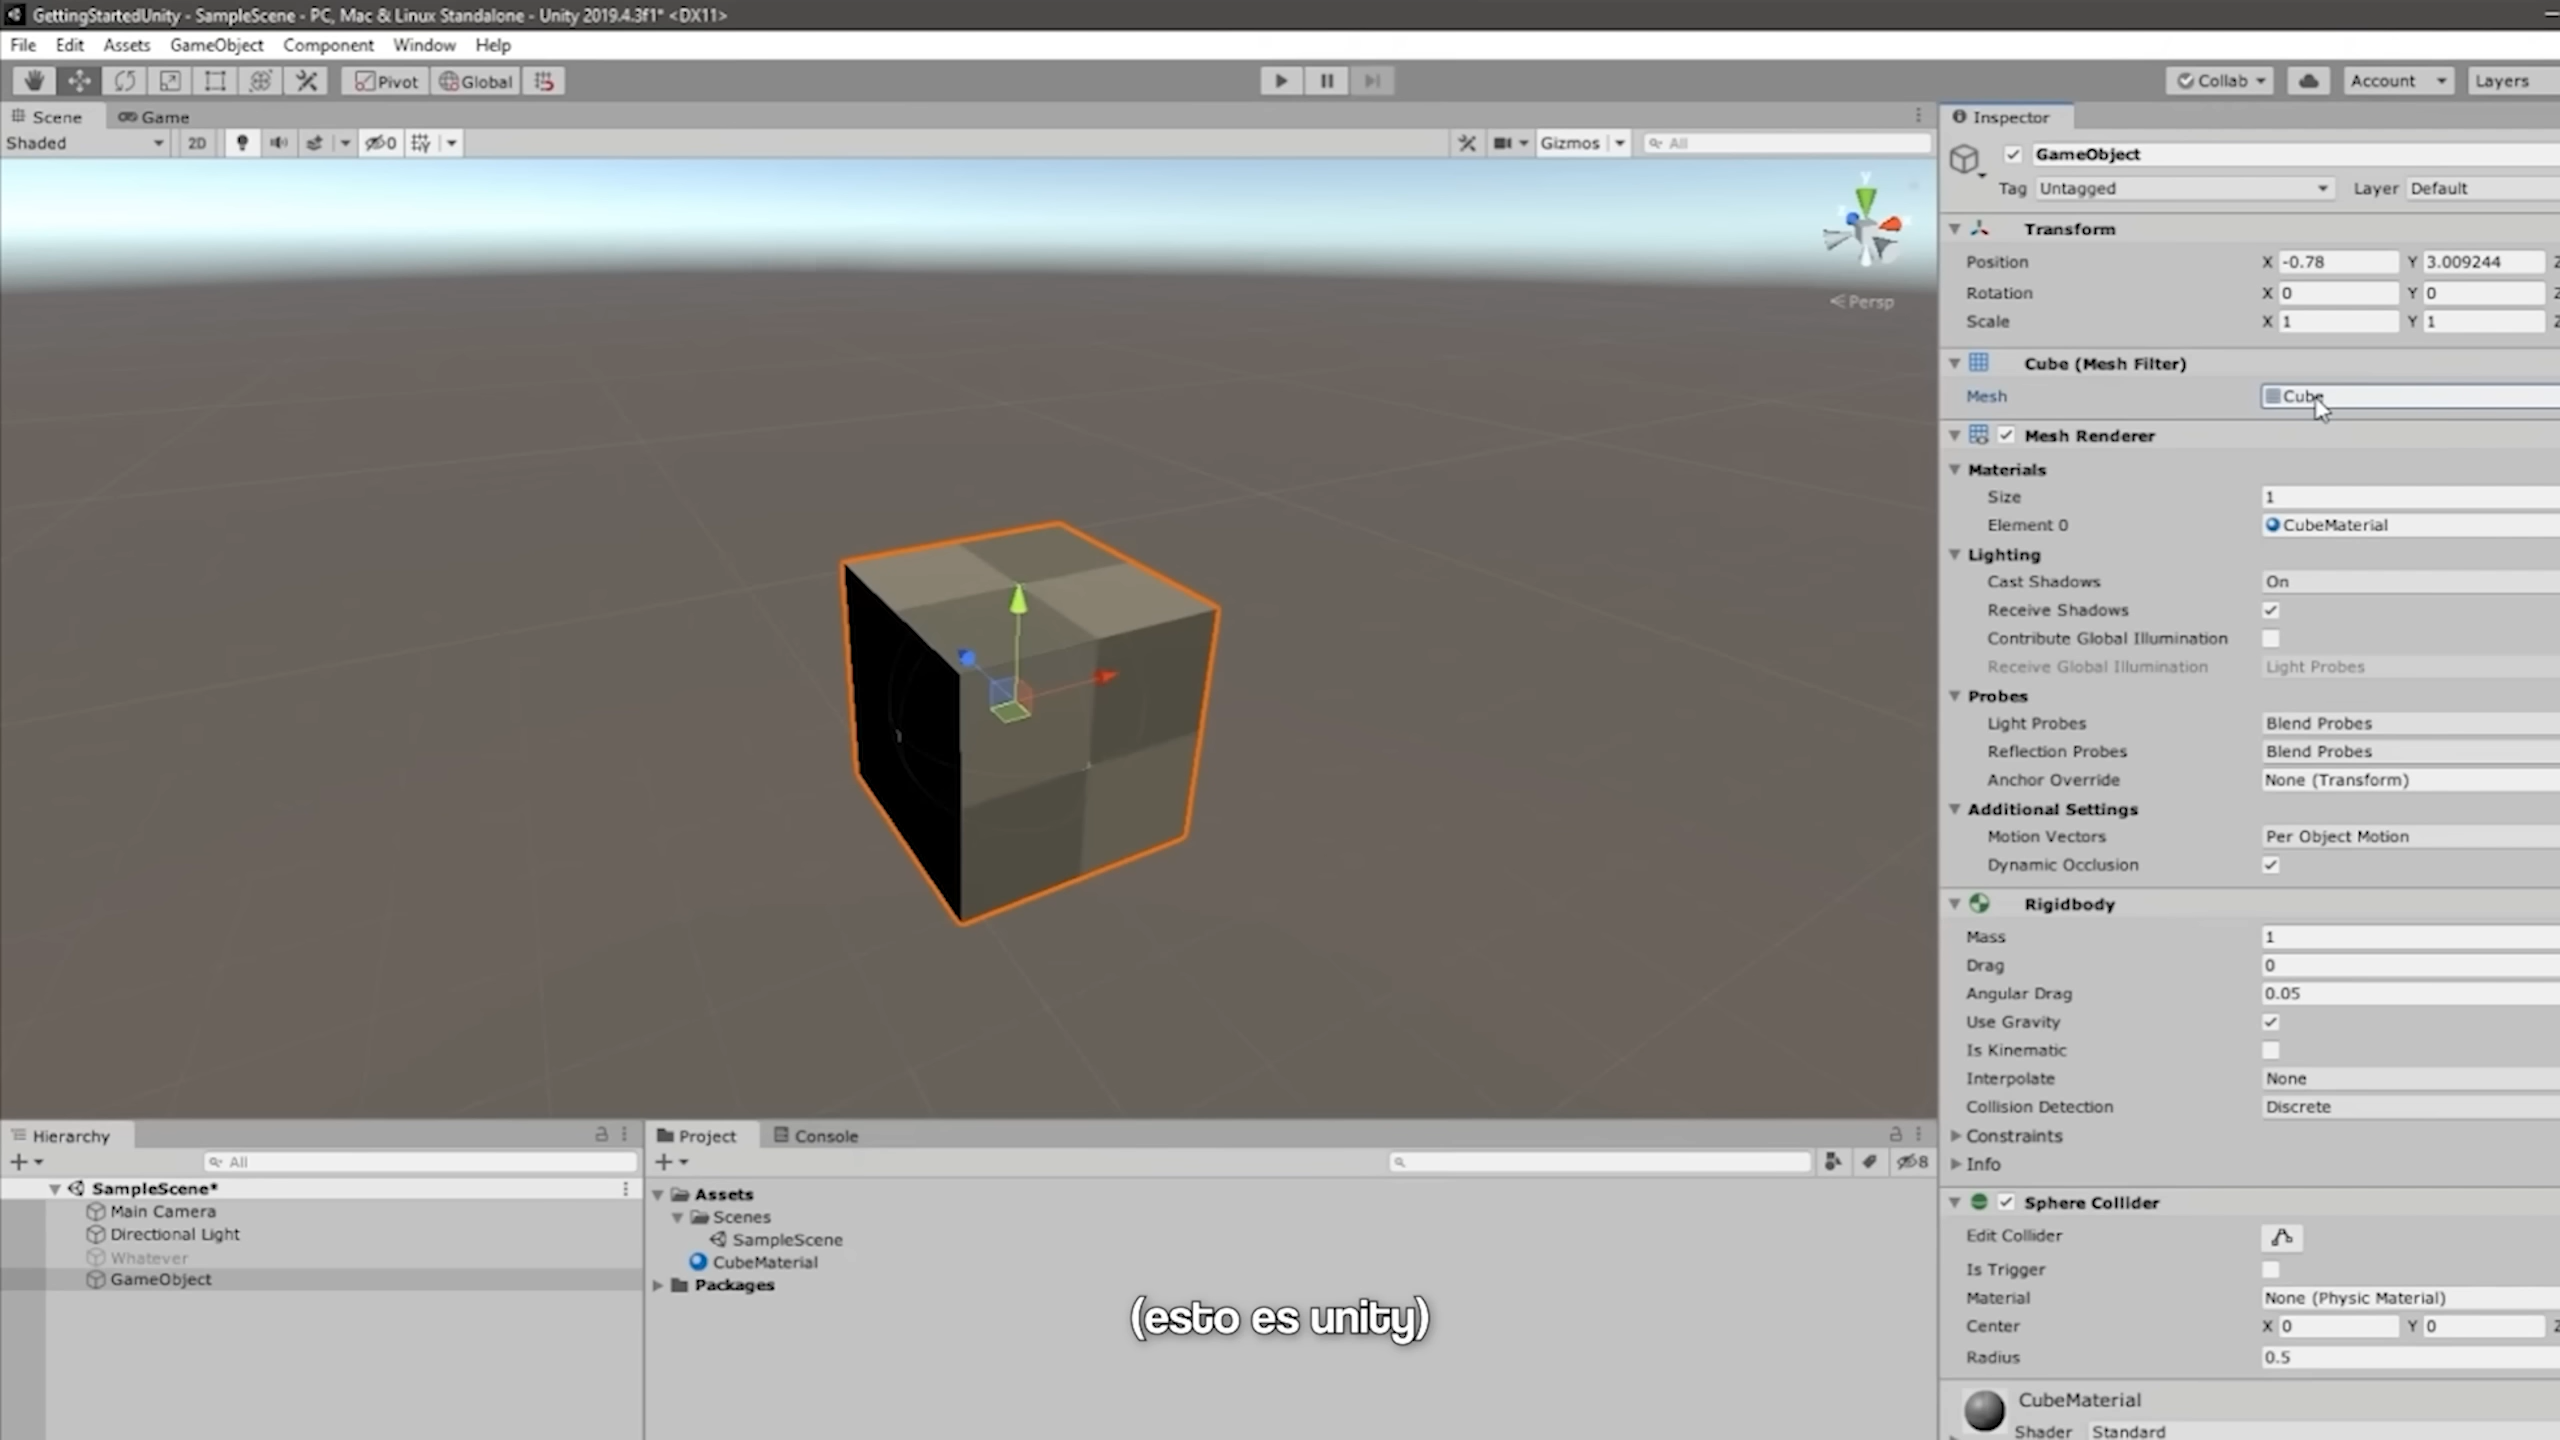 GettingStartedUnity - SampleScene - PC, Mac & Linux Standalone - Unity 2019.4.3f1* <DX11>
File Edit Assets GameObject Component Window Help
Pivot Global Collab Account Layers
Scene Game
Shaded 2D 0 Gizmos All
y
Persp
Inspector
GameObject
Tag Untagged Layer Default
Transform
Position X -0.78 Y 3.009244 Z
Rotation X 0 Y 0 Z
Scale X 1 Y 1 Z
Cube (Mesh Filter)
Mesh Cube
Mesh Renderer
Materials
Size 1
Element 0 CubeMaterial
Lighting
Cast Shadows On
Receive Shadows
Contribute Global Illumination
Receive Global Illumination Light Probes
Probes
Light Probes Blend Probes
Reflection Probes Blend Probes
Anchor Override None (Transform)
Additional Settings
Motion Vectors Per Object Motion
Dynamic Occlusion
Rigidbody
Mass 1
Drag 0
Angular Drag 0.05
Use Gravity
Is Kinematic
Interpolate None
Collision Detection Discrete
Constraints
Info
Sphere Collider
Edit Collider
Is Trigger
Material None (Physic Material)
Center X 0 Y 0 Z
Radius 0.5
CubeMaterial
Shader Standard
Hierarchy
All
SampleScene*
Main Camera
Directional Light
Whatever
GameObject
Project Console
8
Assets
Scenes
SampleScene
CubeMaterial
Packages
(esto es unity)